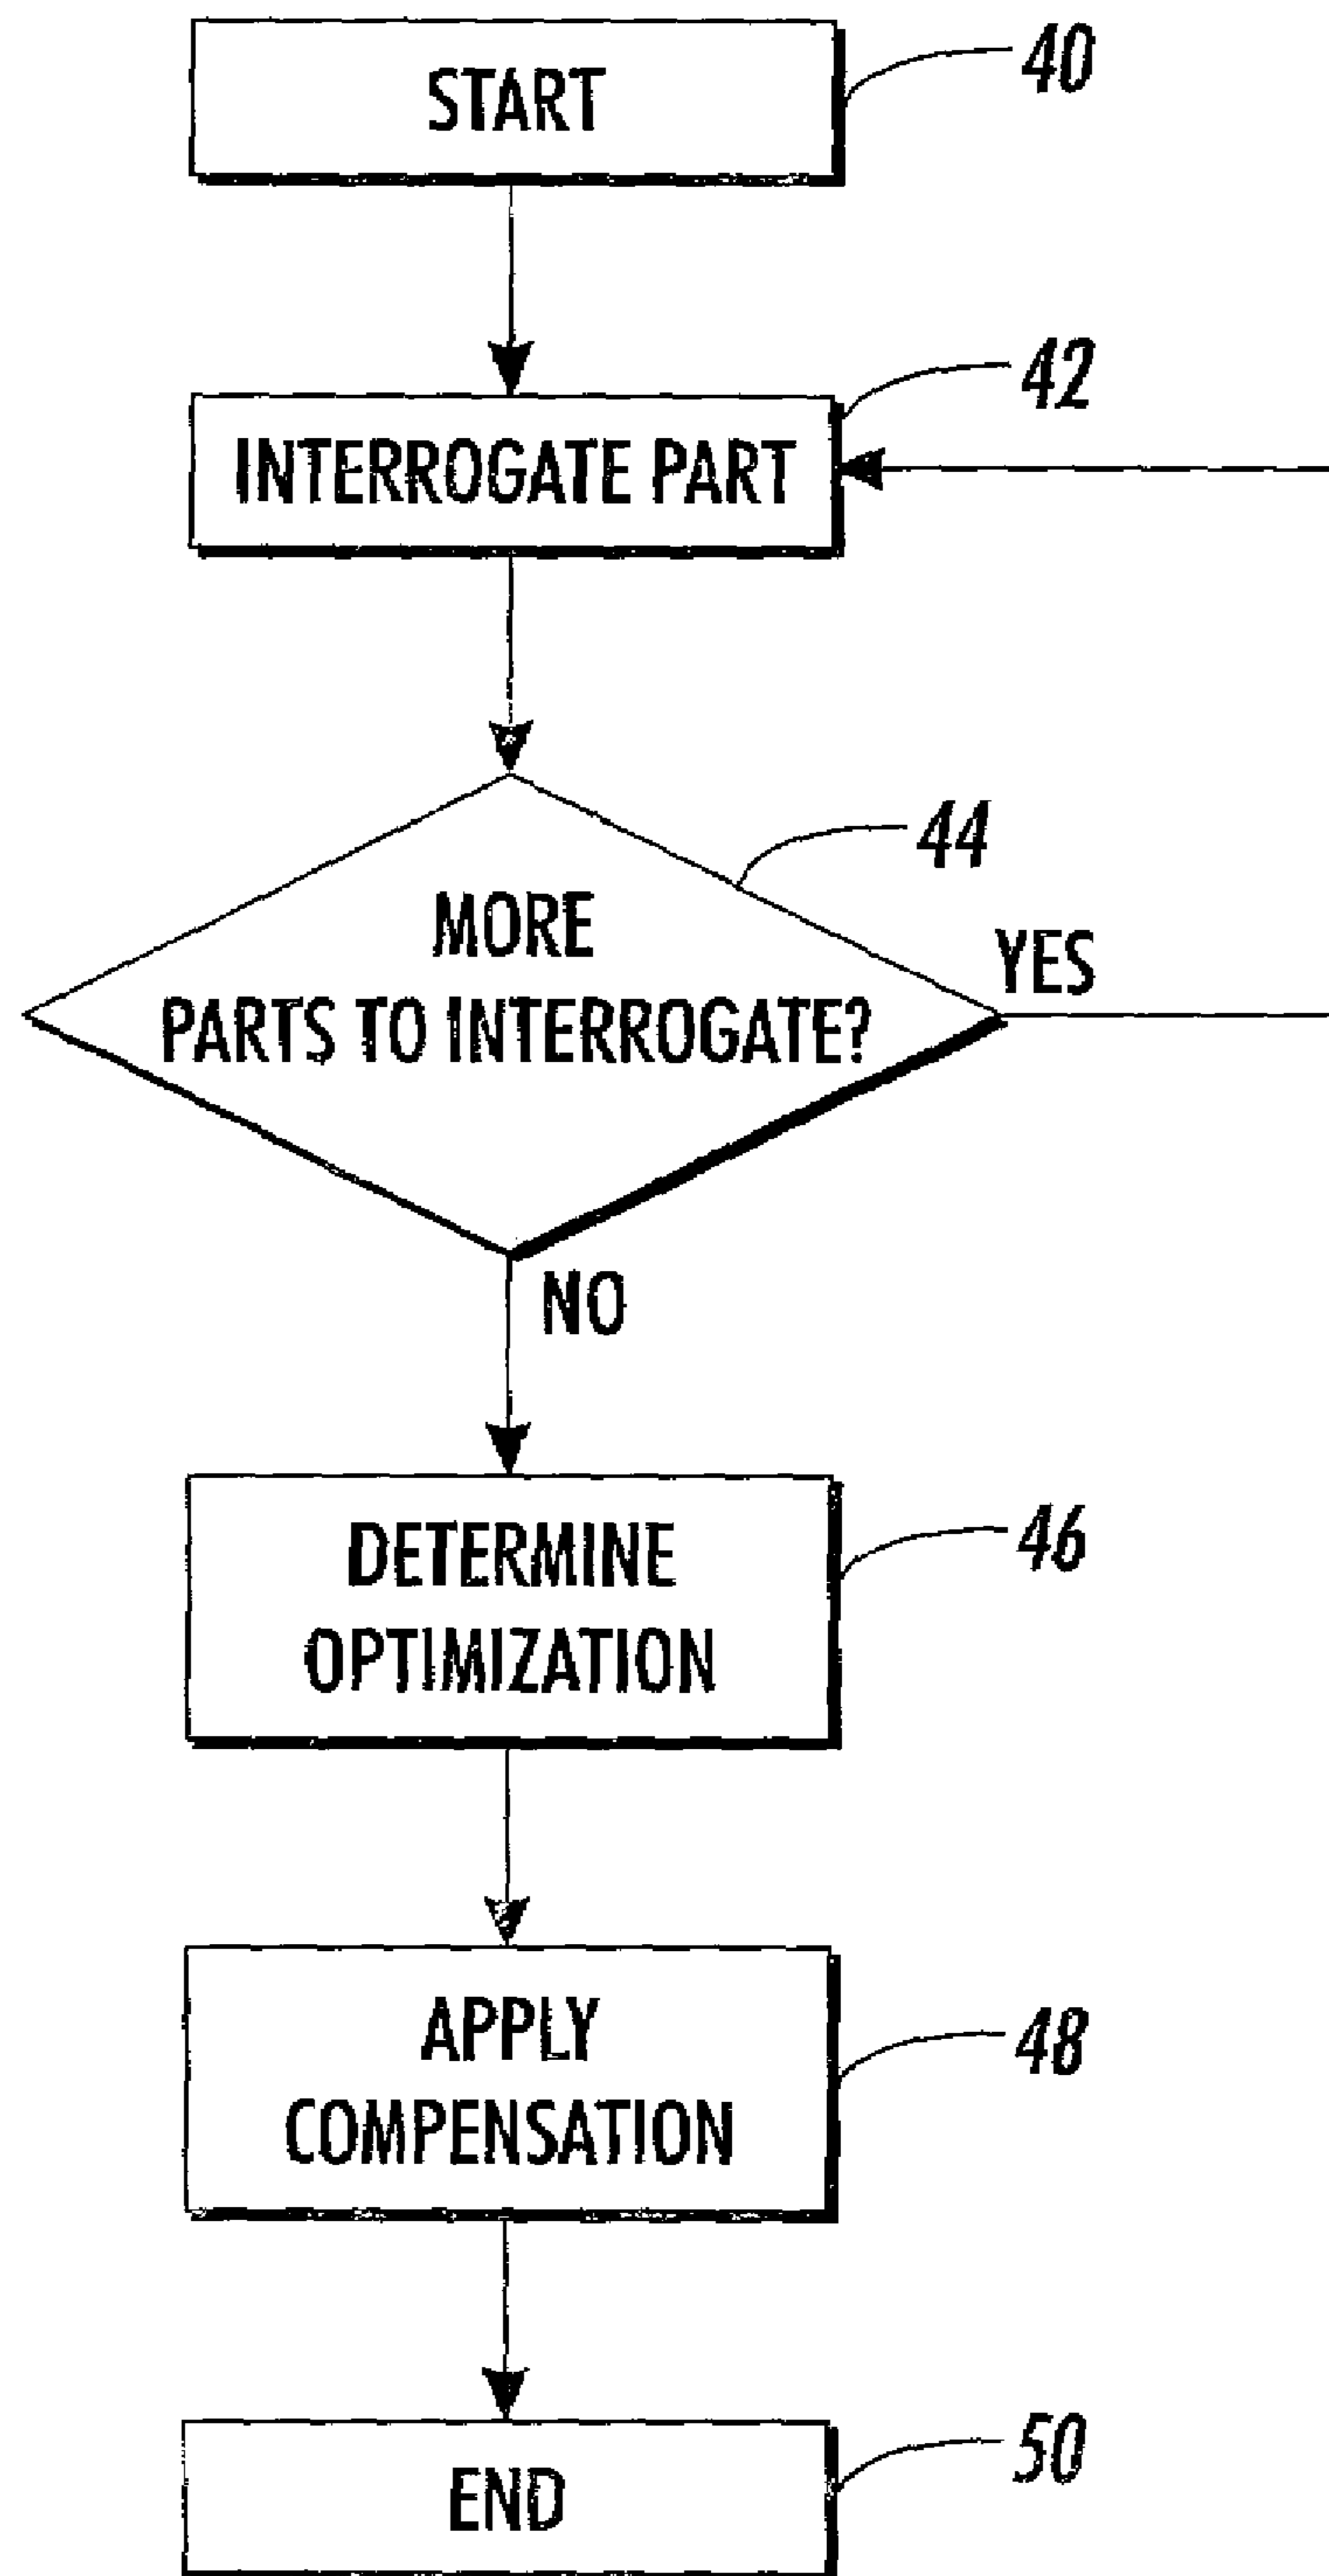 START
40
INTERROGATE PART
42
MORE
PARTS TO INTERROGATE?
44
YES
NO
DETERMINE
OPTIMIZATION
46
APPLY
COMPENSATION
48
END
50